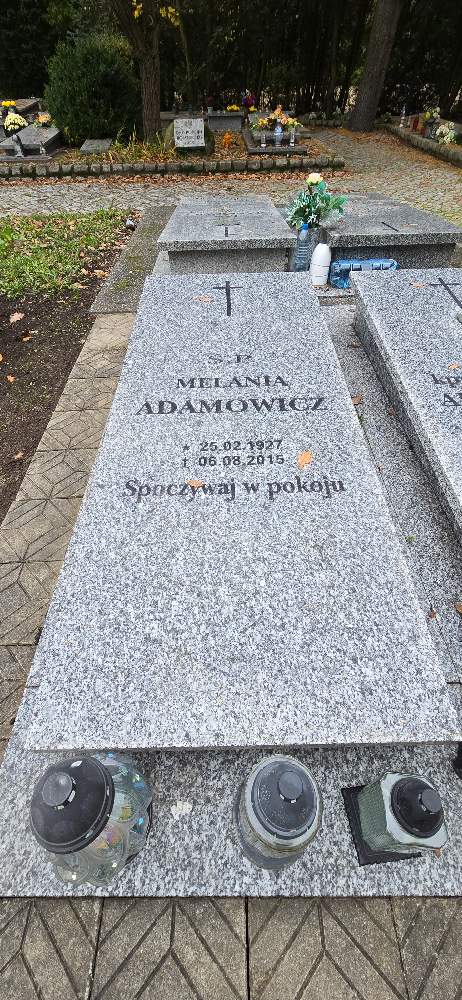 Ś.P.
MELANIA
ADAMOWICZ
* 25.02.1927
† 06.08.2015
Spoczywaj w pokoju